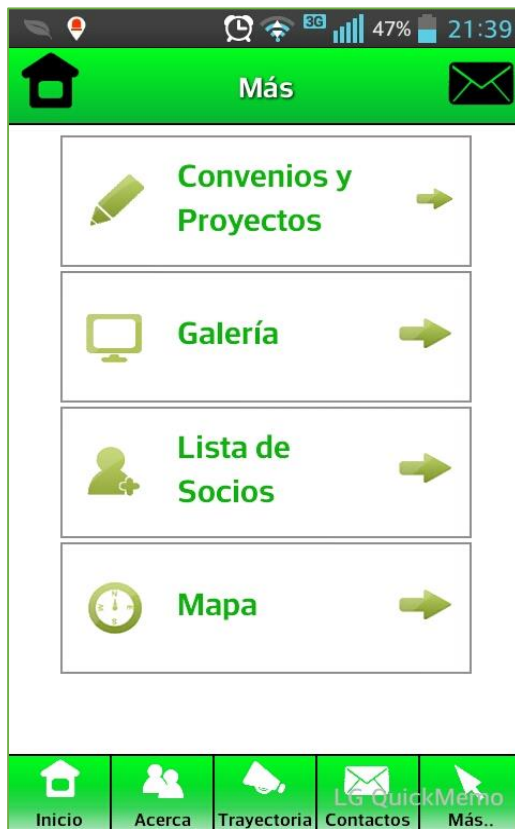 3G 47% 21:39
Más
Convenios y
Proyectos
Galería
Lista de
Socios
N
W E
S
Mapa
LG QuickMemo
Inicio Acerca Trayectoria Contactos Más..